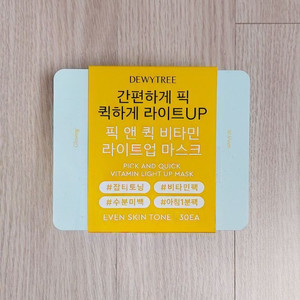 DEWYTREE
간편하게 픽
퀵하게 라이트UP
픽 앤 퀵 비타민
라이트업 마스크
PICK AND QUICK
VITAMIN LIGHT UP MASK
#잡티토닝 #비타민팩
#수분미백 #아침1분팩
EVEN SKIN TONE 30EA